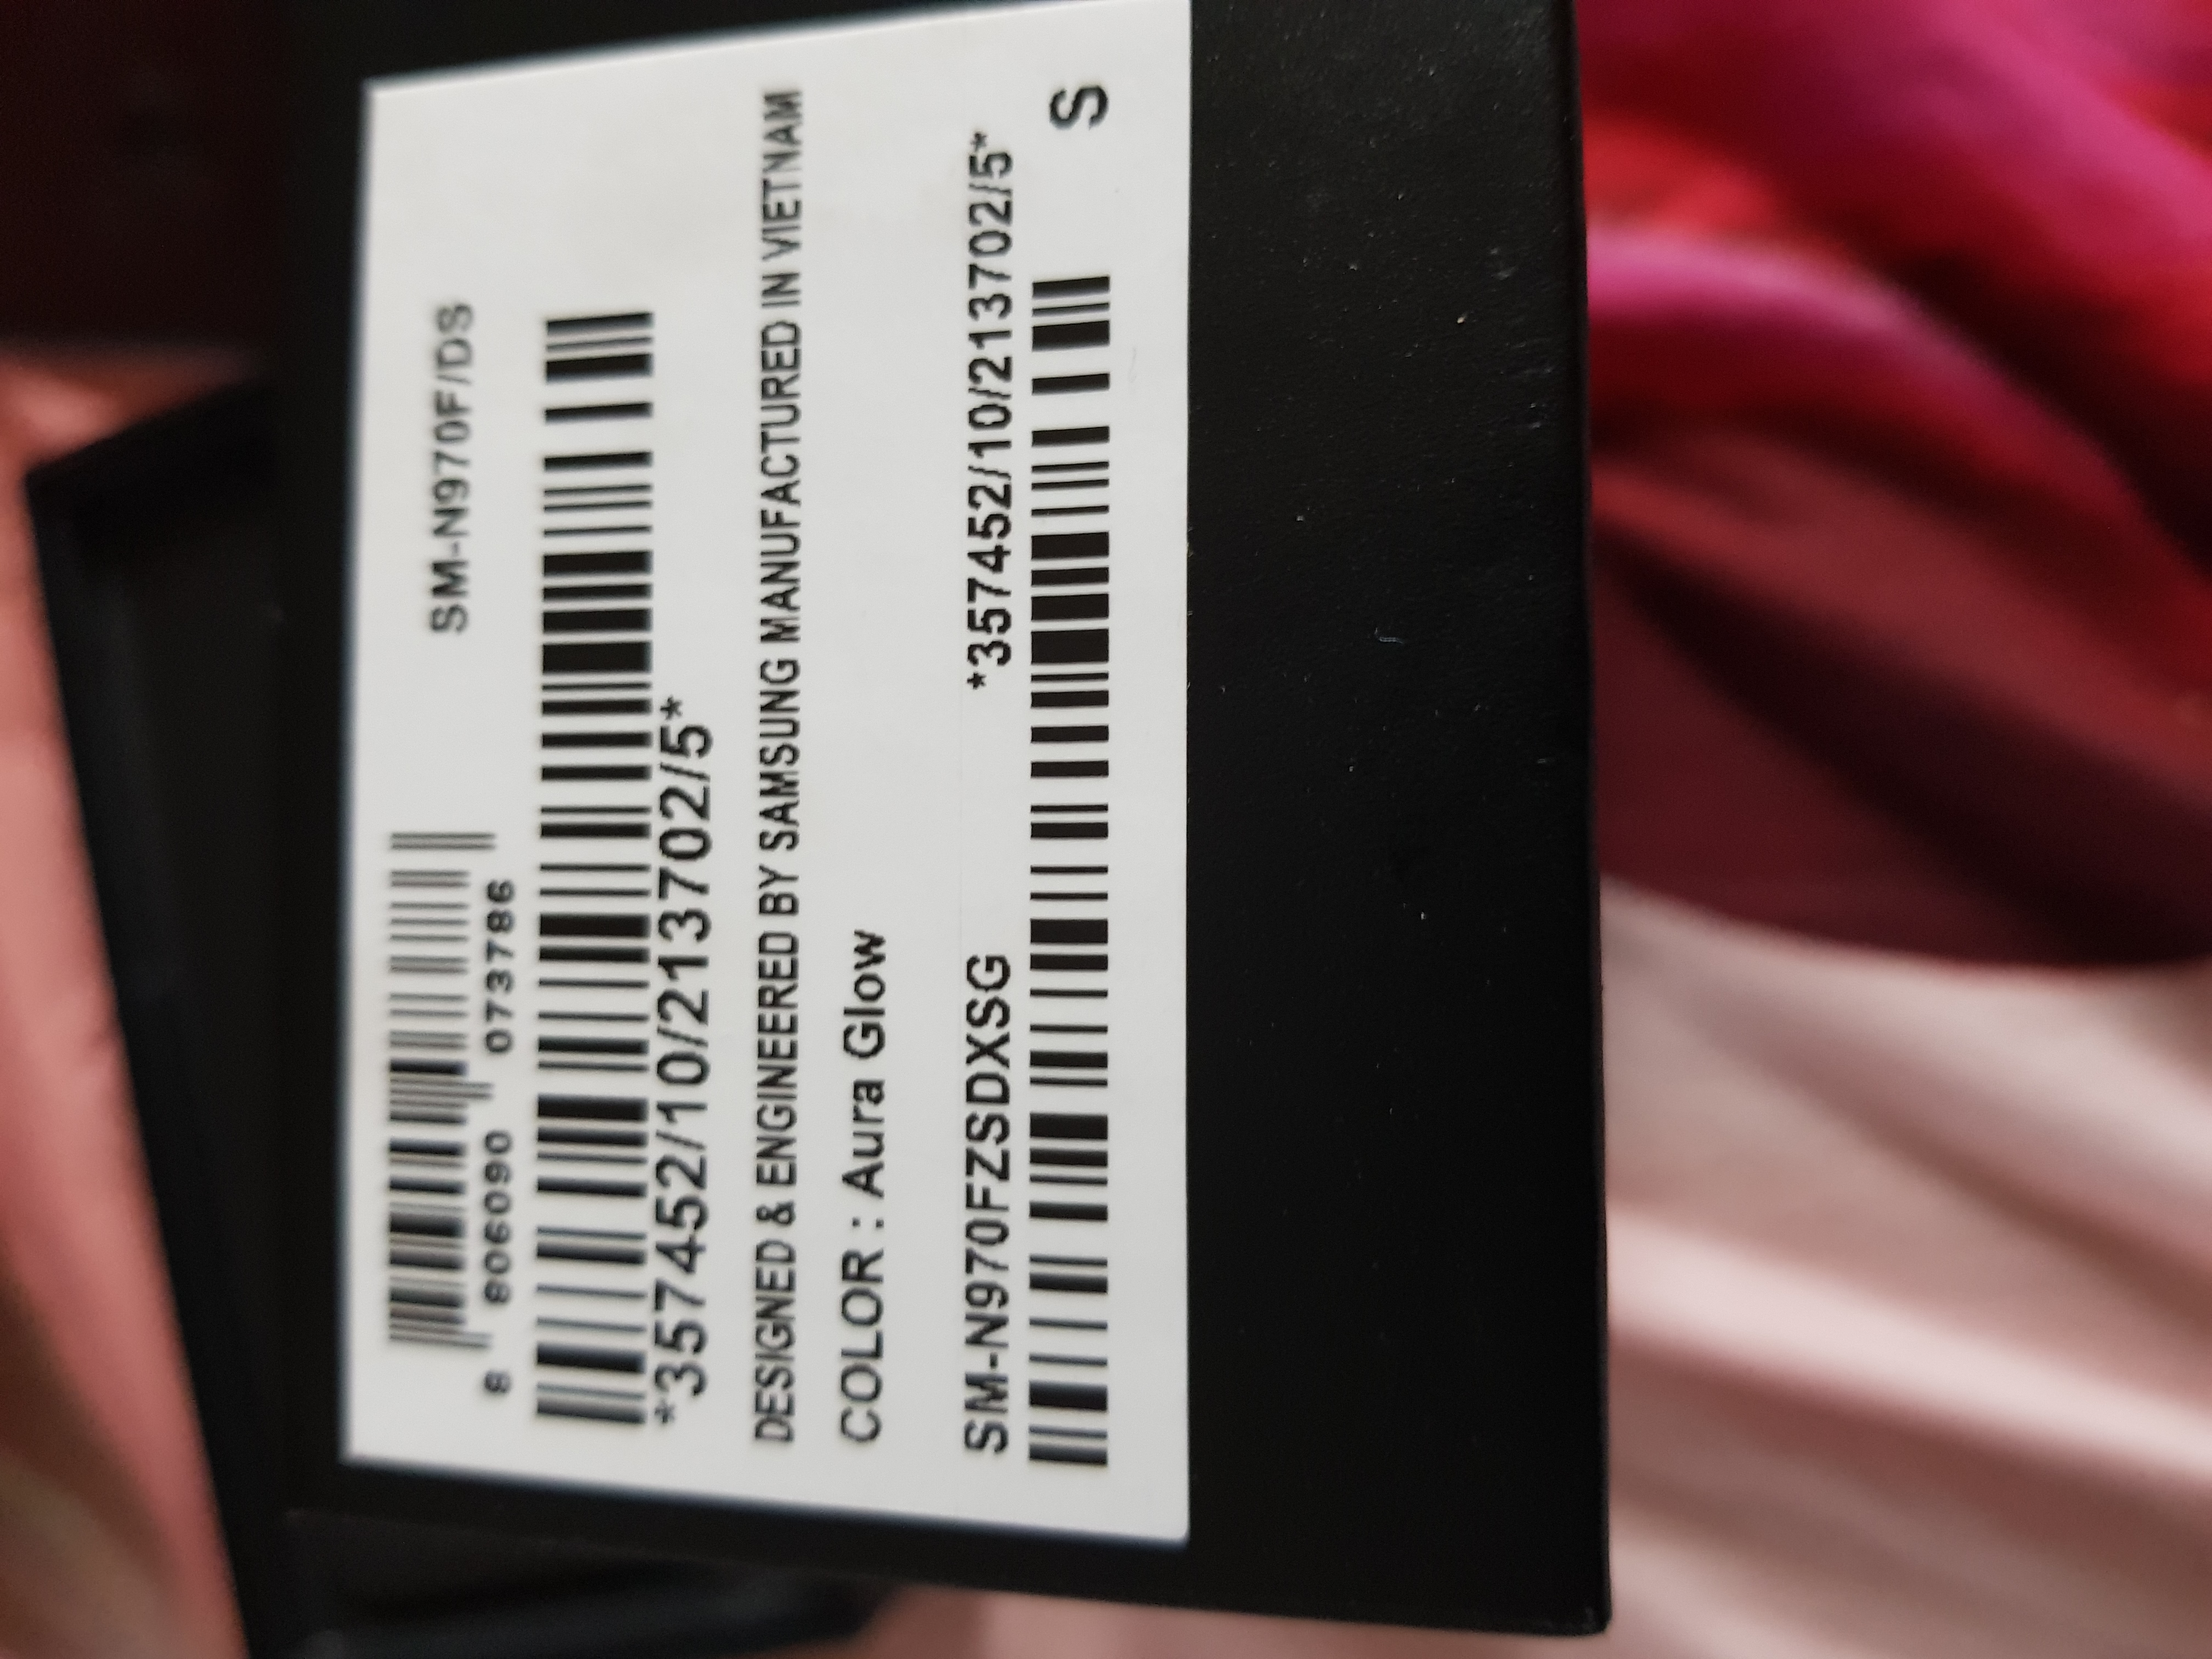 SM-N970F/DS
8 806090 073786
*357452/10/213702/5*
DESIGNED & ENGINEERED BY SAMSUNG MANUFACTURED IN VIETNAM
COLOR : Aura Glow
SM-N970FZSDXSG *357452/10/213702/5*
S